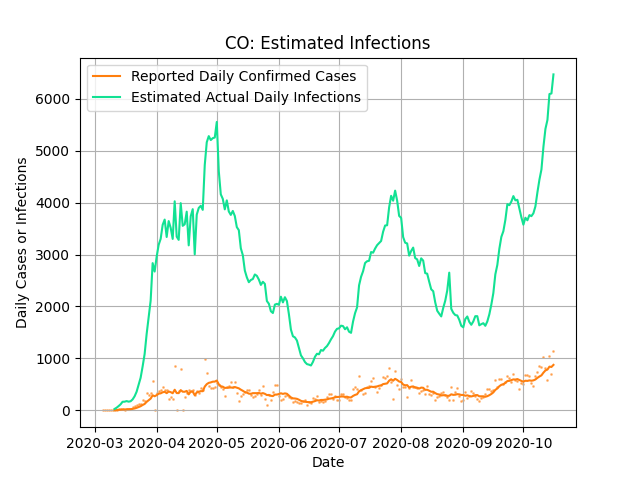 CO: Estimated Infections
Reported Daily Confirmed Cases
Estimated Actual Daily Infections
Daily Cases or Infections
6000
5000
4000
3000
2000
1000
0
2020-03 2020-04 2020-05 2020-06 2020-07 2020-08 2020-09 2020-10
Date